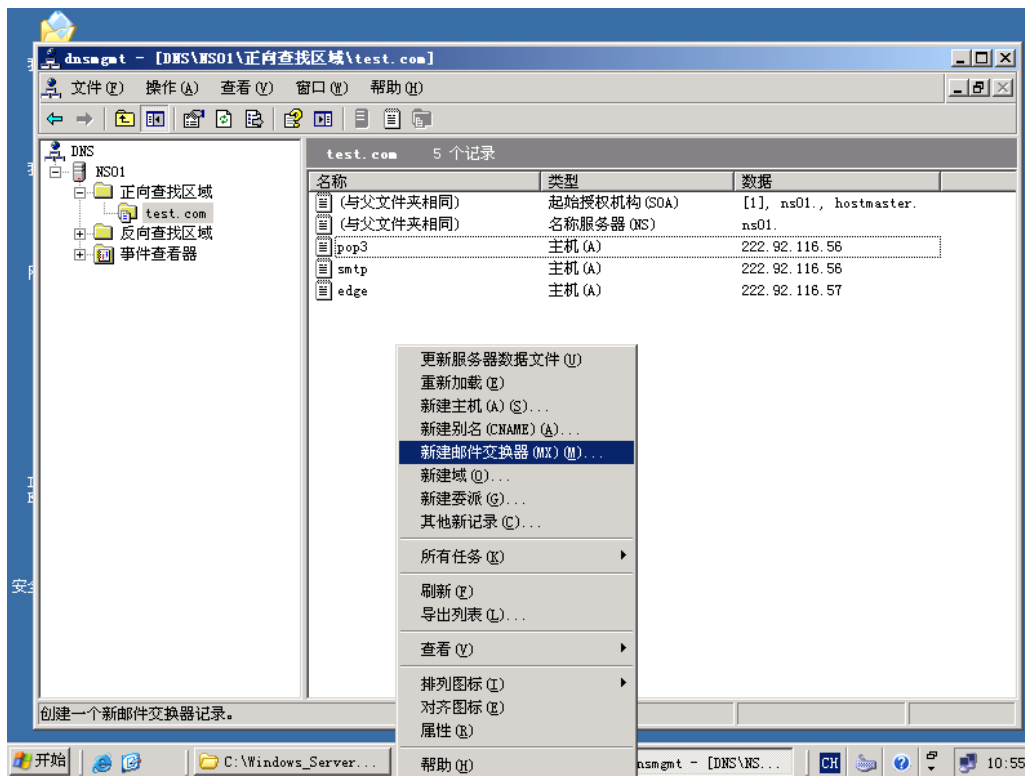 dnsmgmt - [DNS\NS01\正向查找区域\test.com]
文件(F) 操作(A) 查看(V) 窗口(W) 帮助(H)
DNS
NS01
正向查找区域
test.com
反向查找区域
事件查看器
test.com 5 个记录
名称 类型 数据
(与父文件夹相同) 起始授权机构(SOA) [1], ns01., hostmaster.
(与父文件夹相同) 名称服务器(NS) ns01.
pop3 主机(A) 222.92.116.56
smtp 主机(A) 222.92.116.56
edge 主机(A) 222.92.116.57
更新服务器数据文件(U)
重新加载(E)
新建主机(A)(S)...
新建别名(CNAME)(A)...
新建邮件交换器(MX)(M)...
新建域(O)...
新建委派(G)...
其他新记录(C)...
所有任务(K)
刷新(F)
导出列表(L)...
查看(V)
排列图标(I)
对齐图标(E)
属性(R)
帮助(H)
安全
创建一个新邮件交换器记录。
开始 C:\Windows_Server... nsmgmt - [DNS\NS... CH 10:55